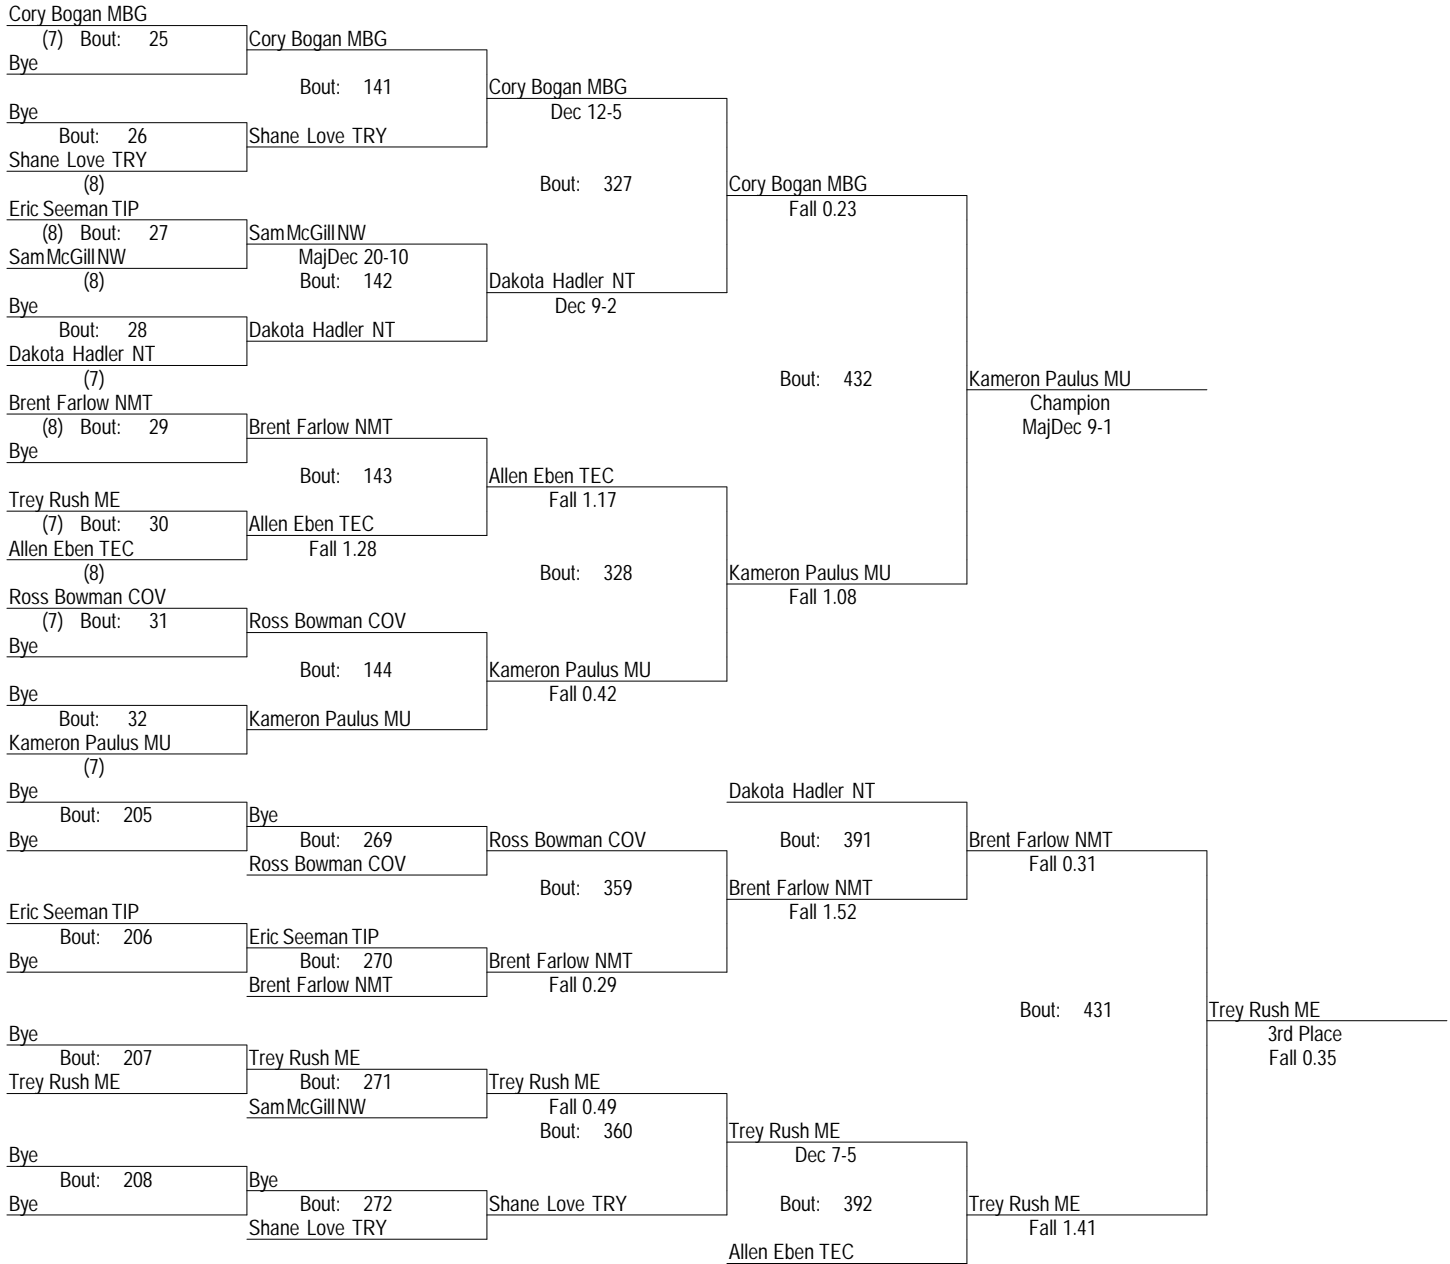 Cory Bogan MBG
(7) Bout: 25 Cory Bogan MBG
Bye
Bout: 141 Cory Bogan MBG
Bye Dec 12-5
Bout: 26 Shane Love TRY
Shane Love TRY
(8) Bout: 327 Cory Bogan MBG
Eric Seeman TIP Fall 0.23
(8) Bout: 27 Sam McGill NW
Sam McGill NW MajDec 20-10
(8) Bout: 142 Dakota Hadler NT
Bye Dec 9-2
Bout: 28 Dakota Hadler NT
Dakota Hadler NT
(7) Bout: 432 Kameron Paulus MU
Brent Farlow NMT Champion
(8) Bout: 29 Brent Farlow NMT MajDec 9-1
Bye
Bout: 143 Allen Eben TEC
Trey Rush ME Fall 1.17
(7) Bout: 30 Allen Eben TEC
Allen Eben TEC Fall 1.28
(8) Bout: 328 Kameron Paulus MU
Ross Bowman COV Fall 1.08
(7) Bout: 31 Ross Bowman COV
Bye
Bout: 144 Kameron Paulus MU
Bye Fall 0.42
Bout: 32 Kameron Paulus MU
Kameron Paulus MU
(7)
Bye Dakota Hadler NT
Bout: 205 Bye
Bye Bout: 269 Ross Bowman COV Bout: 391 Brent Farlow NMT
Ross Bowman COV Fall 0.31
Bout: 359 Brent Farlow NMT
Eric Seeman TIP Fall 1.52
Bout: 206 Eric Seeman TIP
Bye Bout: 270 Brent Farlow NMT
Brent Farlow NMT Fall 0.29
Bout: 431 Trey Rush ME
Bye 3rd Place
Bout: 207 Trey Rush ME Fall 0.35
Trey Rush ME Bout: 271 Trey Rush ME
Sam McGill NW Fall 0.49
Bout: 360 Trey Rush ME
Bye Dec 7-5
Bout: 208 Bye
Bye Bout: 272 Shane Love TRY Bout: 392 Trey Rush ME
Shane Love TRY Fall 1.41
Allen Eben TEC